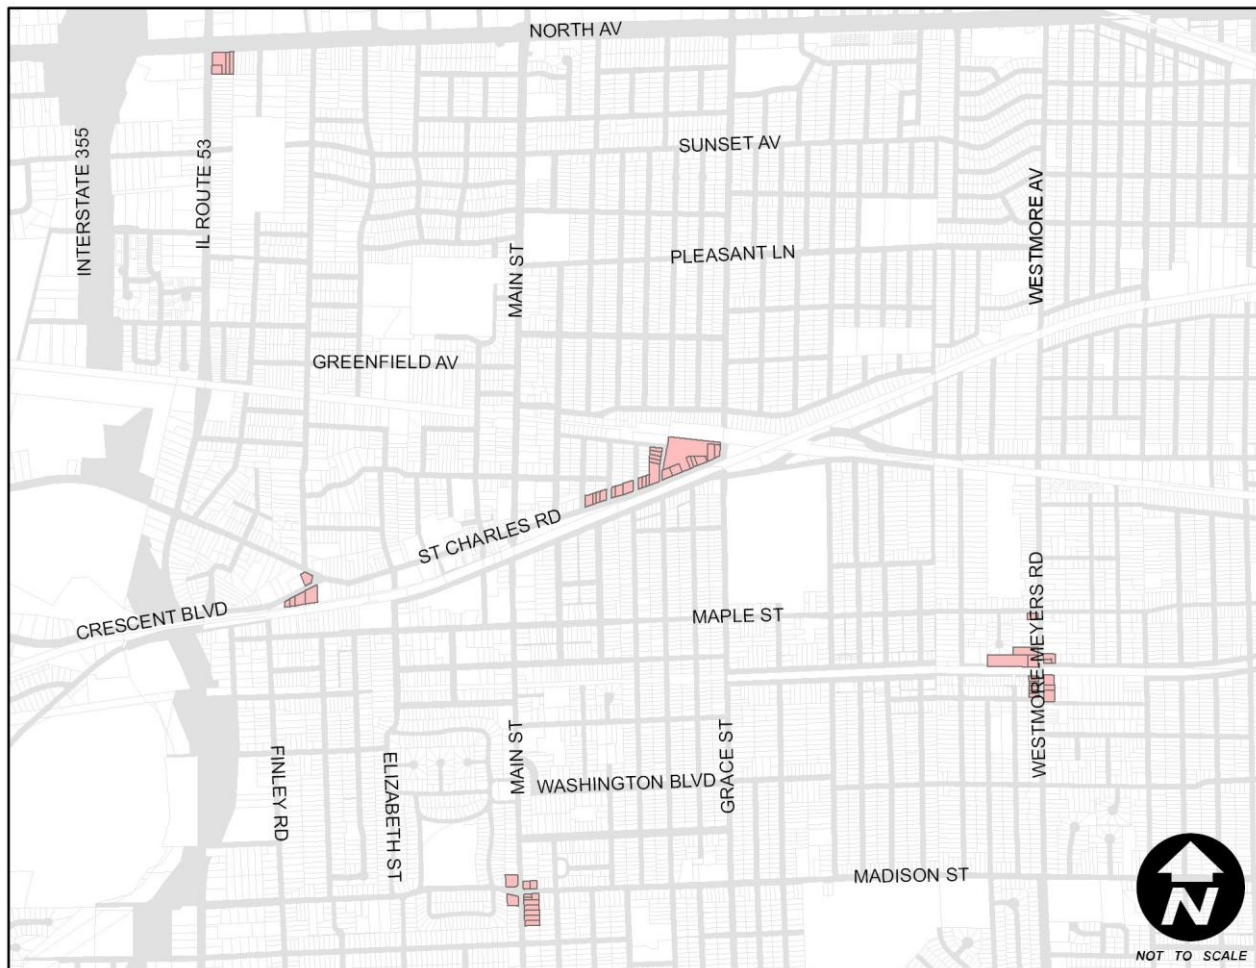 NORTH AV
SUNSET AV
INTERSTATE 355
IL ROUTE 53
WESTMORE AV
MAIN ST
PLEASANT LN
GREENFIELD AV
ST CHARLES RD
CRESCENT BLVD
MAPLE ST
WESTMORE-MEYERS RD
FINLEY RD
ELIZABETH ST
MAIN ST
WASHINGTON BLVD
GRACE ST
MADISON ST
N
NOT TO SCALE